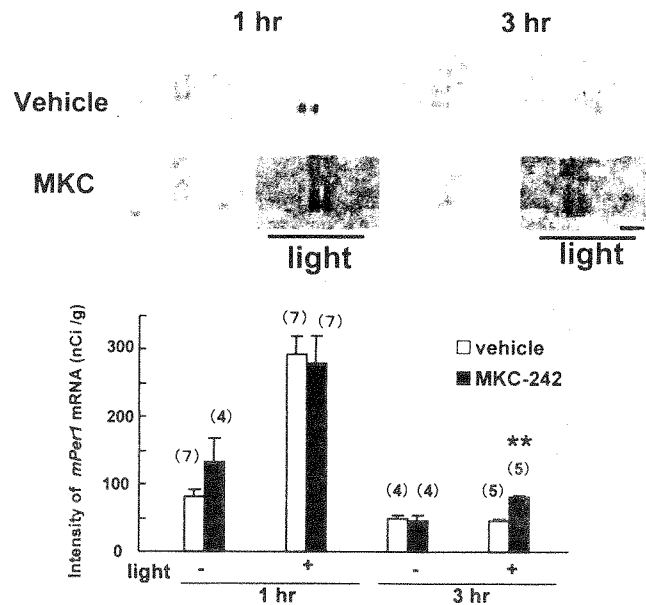 1 hr 3 hr
Vehicle
MKC
light light
Intensity of mPer1 mRNA (nCi /g)
300
200
100
0
(7) (4) (7) (7) (4) (4) (5) (5)
**
vehicle
MKC-242
light - + - +
1 hr 3 hr